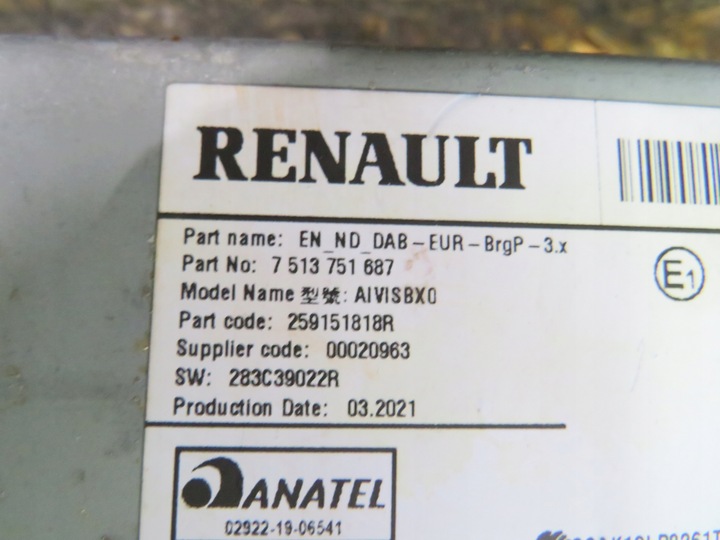 RENAULT
Part name: EN_ND_DAB-EUR-BrgP-3.x
Part No: 7 513 751 687
E1
Model Name 型號: AIVISBX0
Part code: 259151818R
Supplier code: 00020963
SW: 283C39022R
Production Date: 03.2021
ANATEL
02922-19-06541